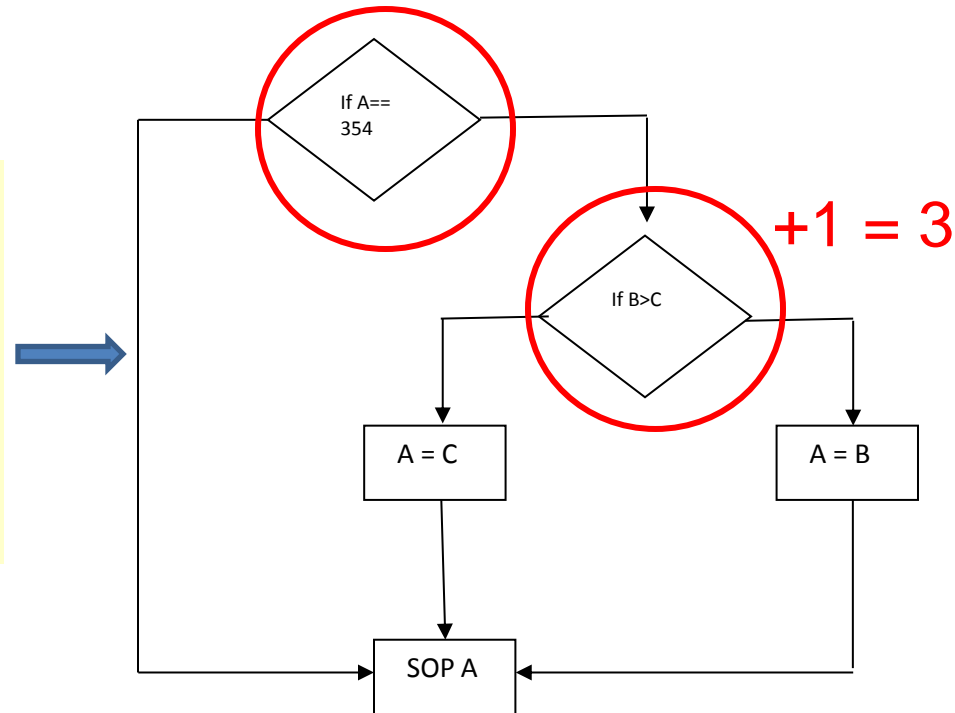 If A==
354
+1 = 3
If B>C
A = C
A = B
SOP A